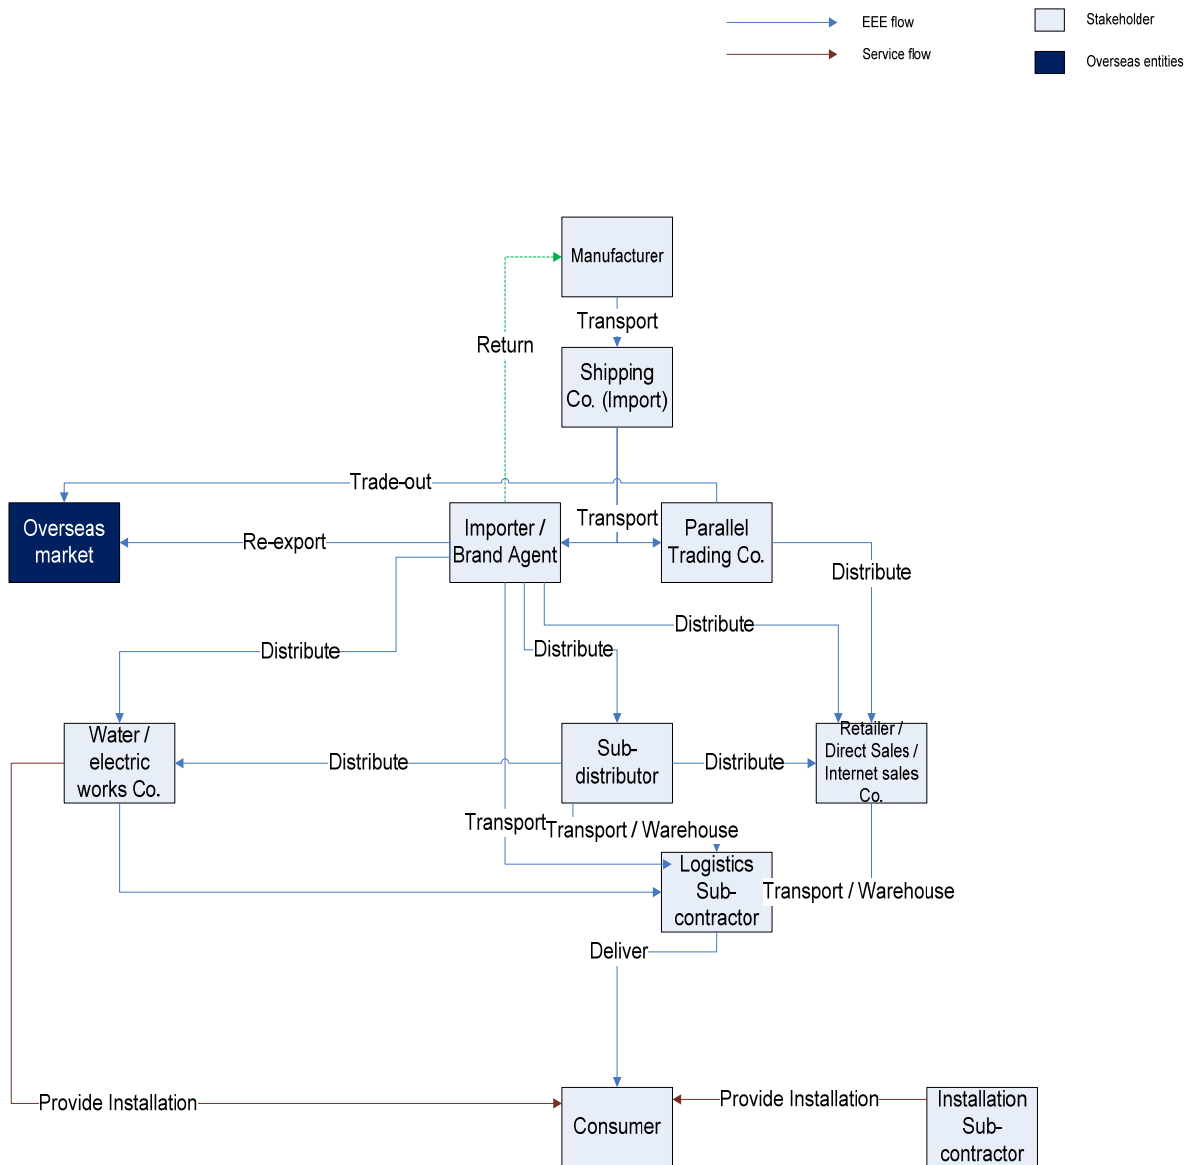 EEE flow
Stakeholder
Service flow
Overseas entities
Manufacturer
Transport
Return
Shipping
Co. (Import)
Trade-out
Overseas
market
Re-export
Importer /
Brand Agent
Transport
Parallel
Trading Co.
Distribute
Distribute
Distribute
Distribute
Water /
electric
works Co.
Distribute
Sub-
distributor
Distribute
Retailer /
Direct Sales /
Internet sales
Co.
Transport
Transport / Warehouse
Logistics
Sub-
contractor
Transport / Warehouse
Deliver
Provide Installation
Consumer
Provide Installation
Installation
Sub-
contractor